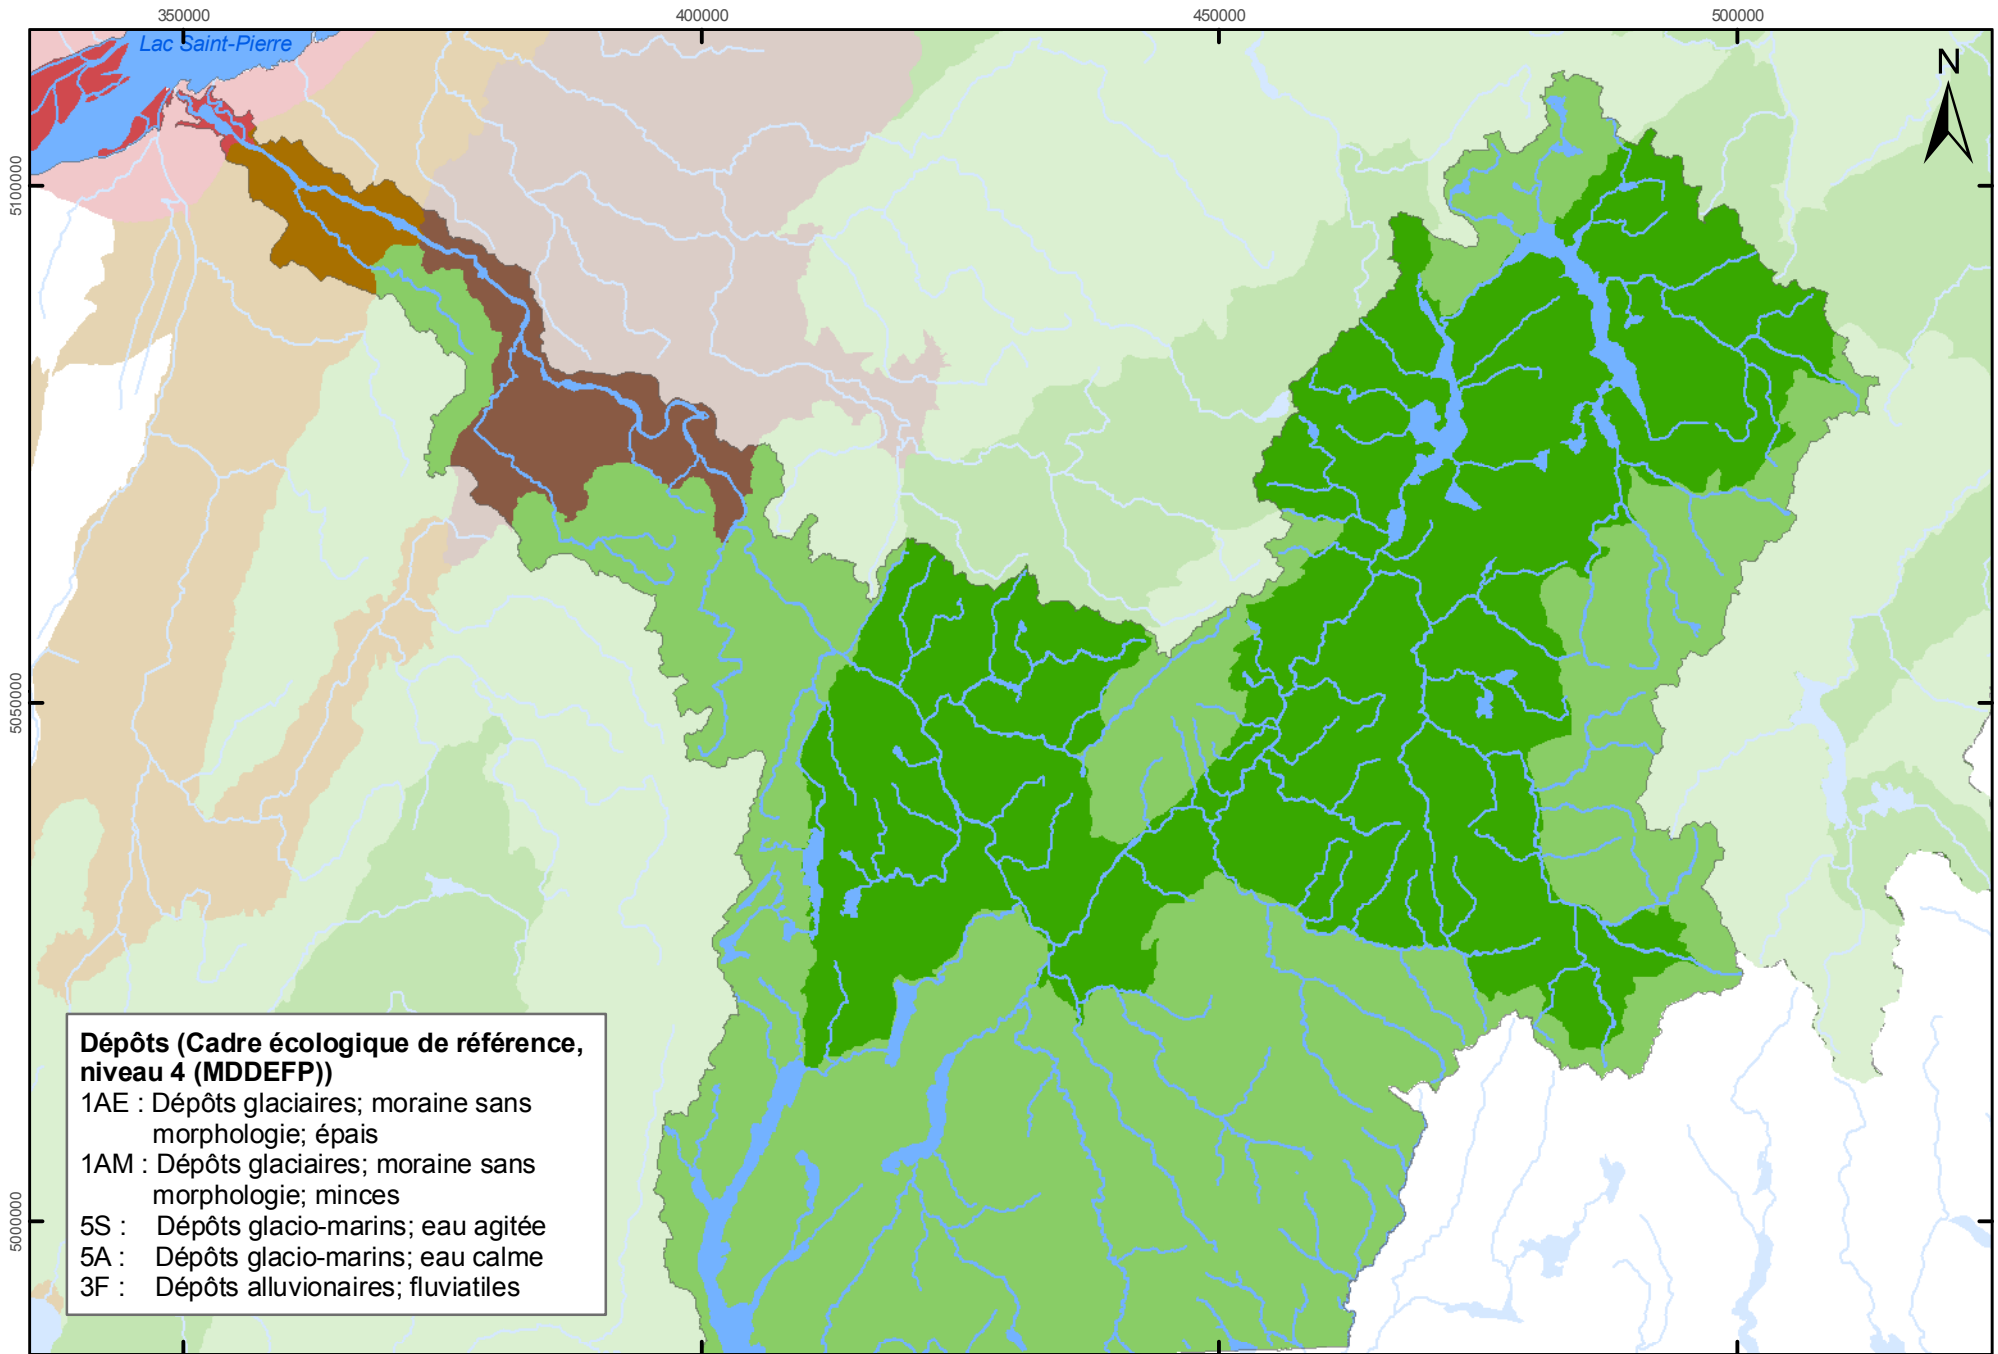 350000 400000 450000 500000
Lac Saint-Pierre
N
5100000
5050000
5000000
Dépôts (Cadre écologique de référence,
niveau 4 (MDDEFP))
1AE : Dépôts glaciaires; moraine sans
morphologie; épais
1AM : Dépôts glaciaires; moraine sans
morphologie; minces
5S : Dépôts glacio-marins; eau agitée
5A : Dépôts glacio-marins; eau calme
3F : Dépôts alluvionaires; fluviatiles